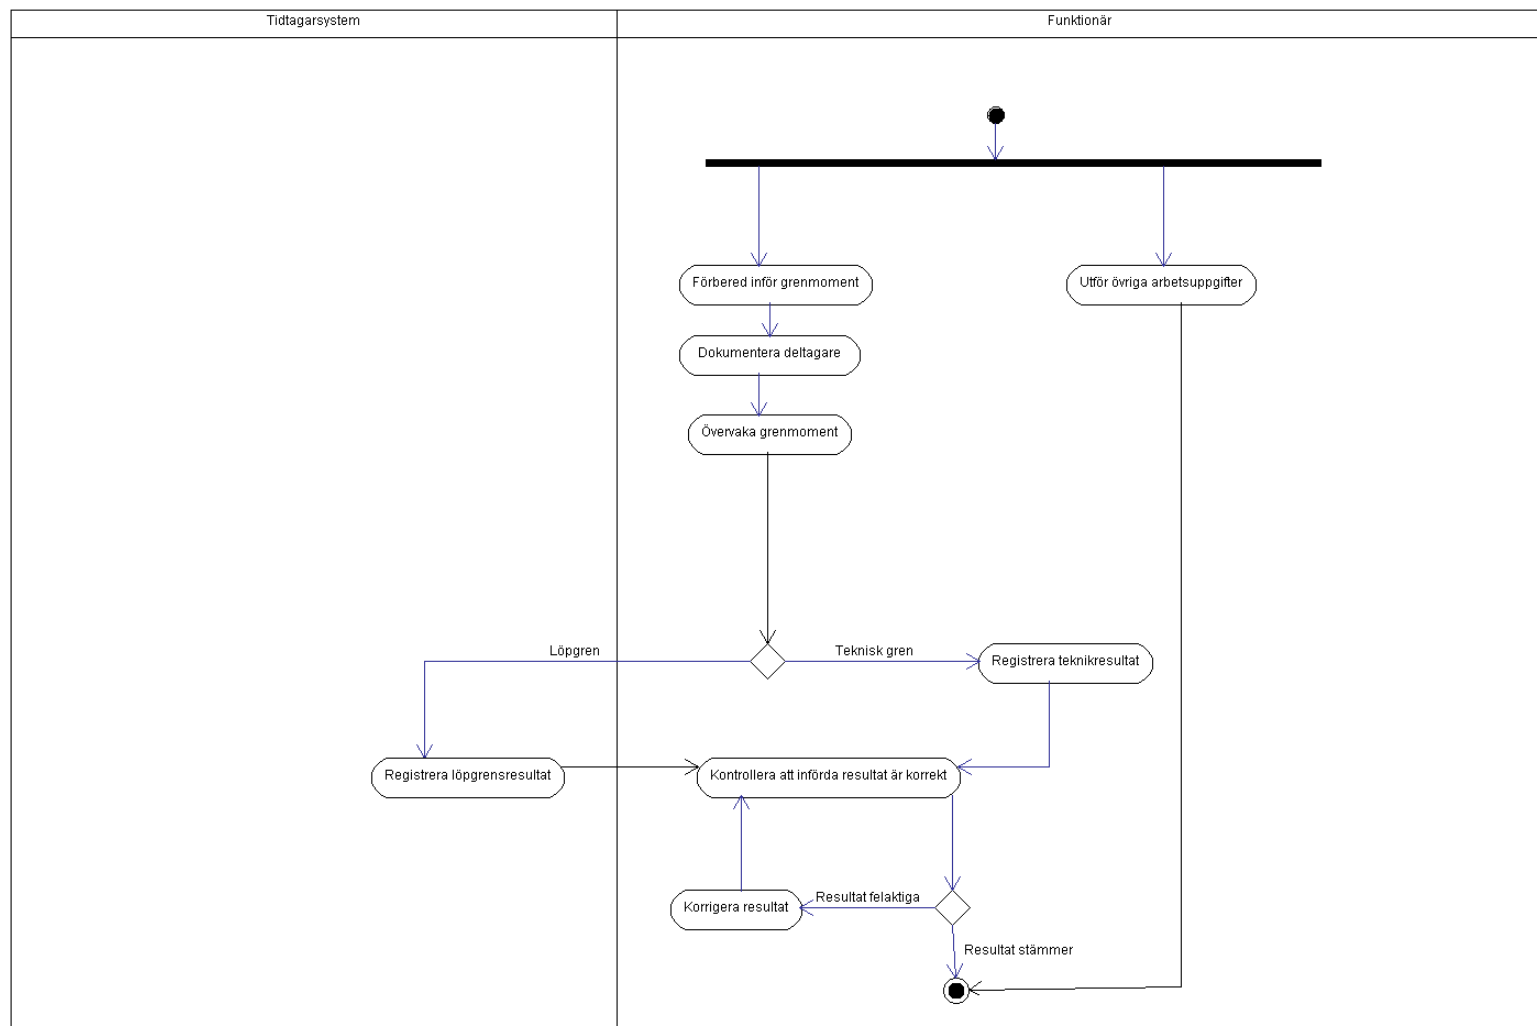 Tidtagarsystem
Funktionär
Förbered inför grenmoment
Utför övriga arbetsuppgifter
Dokumentera deltagare
Övervaka grenmoment
Löpgren
Teknisk gren
Registrera teknikresultat
Registrera löpgrensresultat
Kontrollera att införda resultat är korrekt
Resultat felaktiga
Korrigera resultat
Resultat stämmer